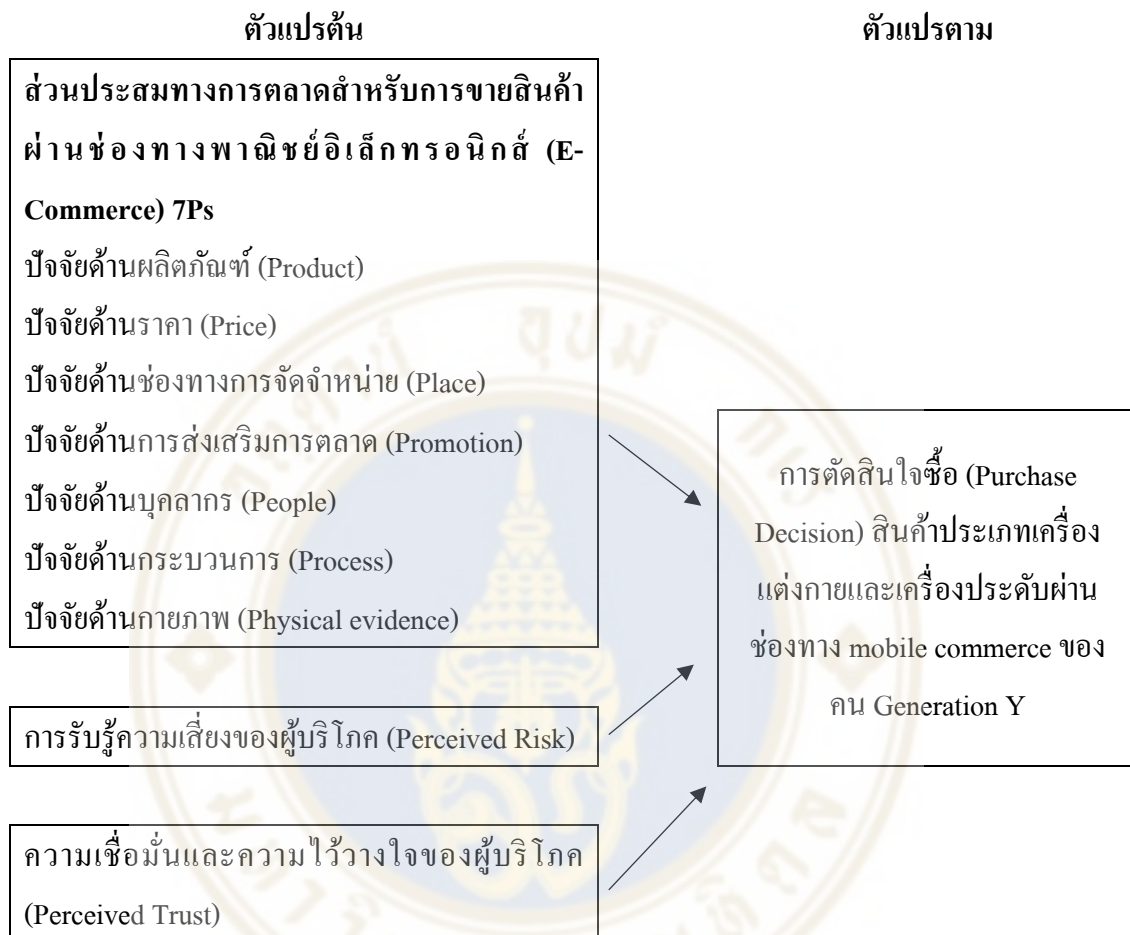 ตัวแปรต้น
ตัวแปรตาม
ส่วนประสมทางการตลาดสำหรับการขายสินค้า
ผ่านช่องทางพาณิชย์อิเล็กทรอนิกส์ (E-
Commerce) 7Ps
ปัจจัยด้านผลิตภัณฑ์ (Product)
ปัจจัยด้านราคา (Price)
ปัจจัยด้านช่องทางการจัดจำหน่าย (Place)
ปัจจัยด้านการส่งเสริมการตลาด (Promotion)
ปัจจัยด้านบุคลากร (People)
ปัจจัยด้านกระบวนการ (Process)
ปัจจัยด้านกายภาพ (Physical evidence)
การรับรู้ความเสี่ยงของผู้บริโภค (Perceived Risk)
ความเชื่อมั่นและความไว้วางใจของผู้บริโภค
(Perceived Trust)
การตัดสินใจซื้อ (Purchase
Decision) สินค้าประเภทเครื่อง
แต่งกายและเครื่องประดับผ่าน
ช่องทาง mobile commerce ของ
คน Generation Y